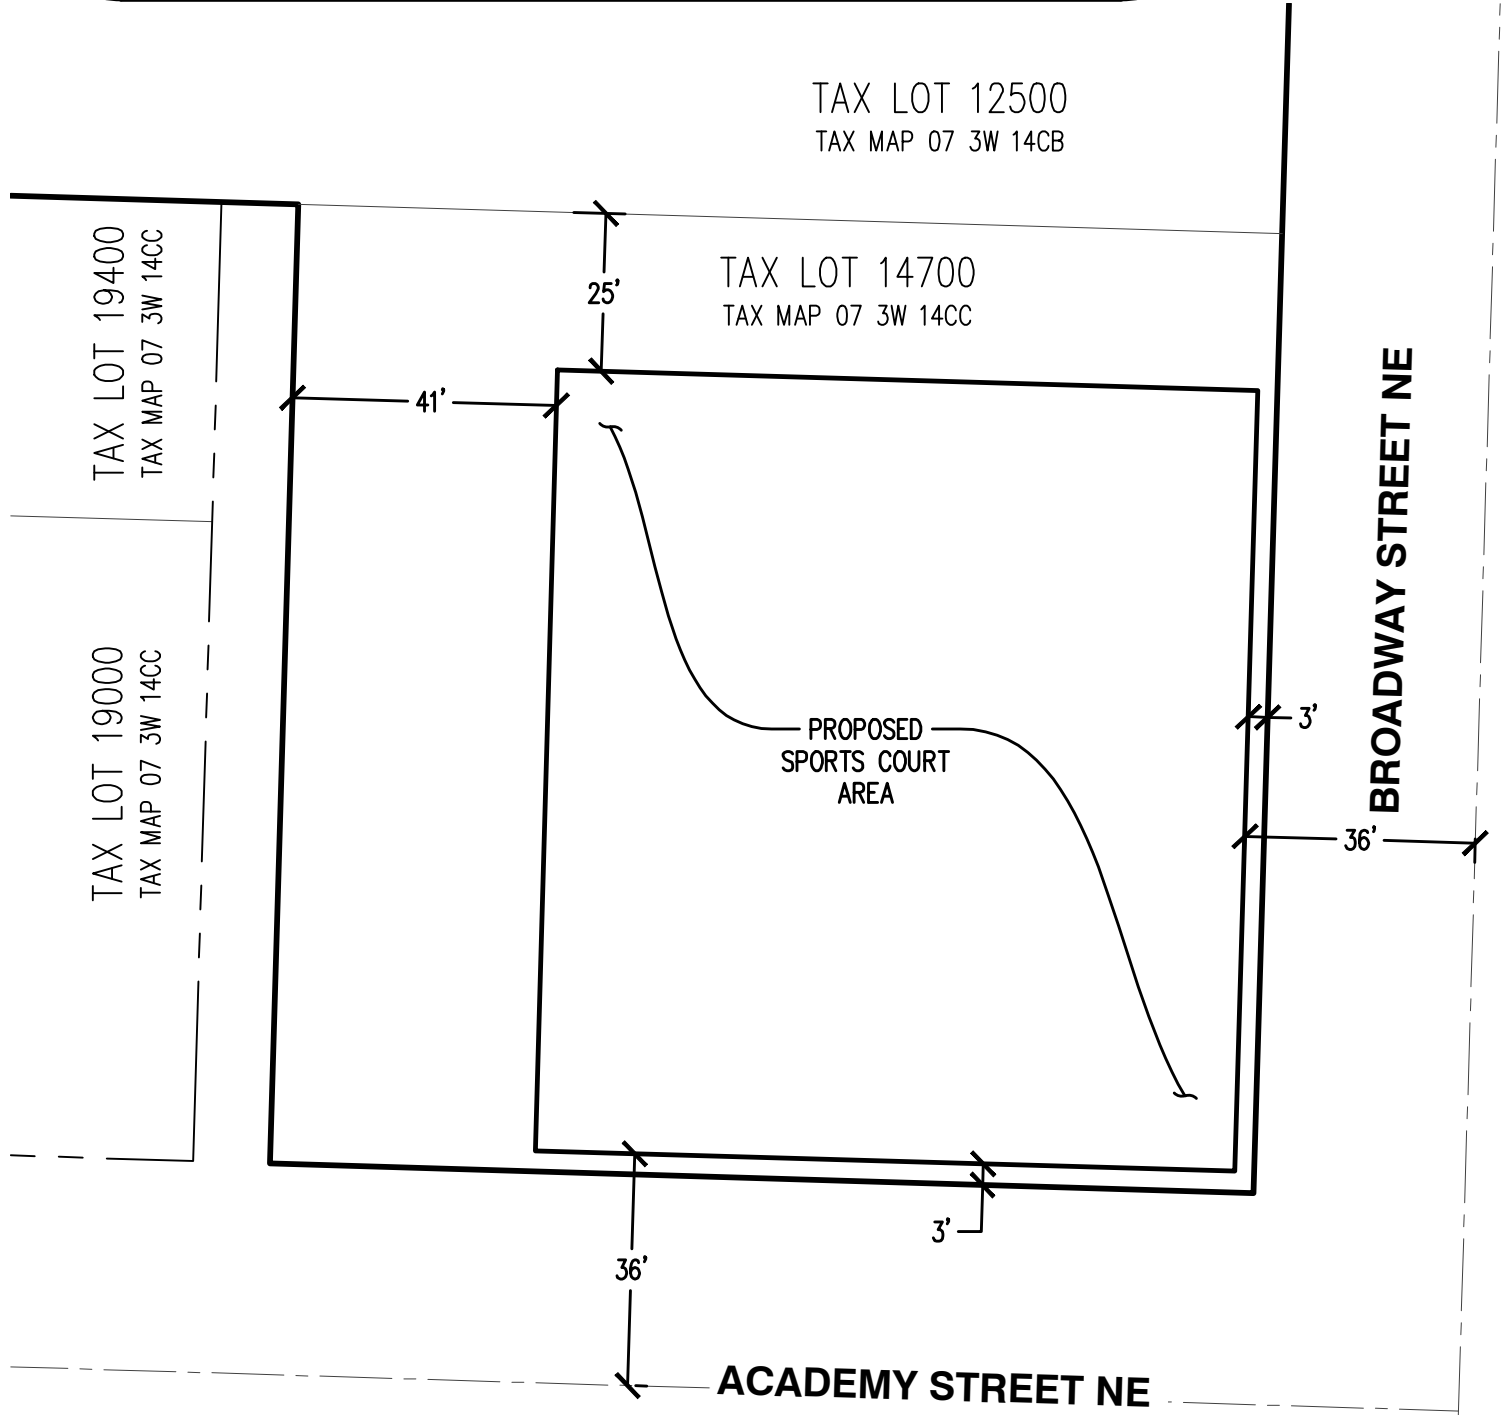 TAX LOT 12500
TAX MAP 07 3W 14CB
TAX LOT 14700
TAX MAP 07 3W 14CC
TAX LOT 19400
TAX MAP 07 3W 14CC
25'
41'
TAX LOT 19000
TAX MAP 07 3W 14CC
PROPOSED
SPORTS COURT
AREA
BROADWAY STREET NE
3'
36'
3'
36'
ACADEMY STREET NE